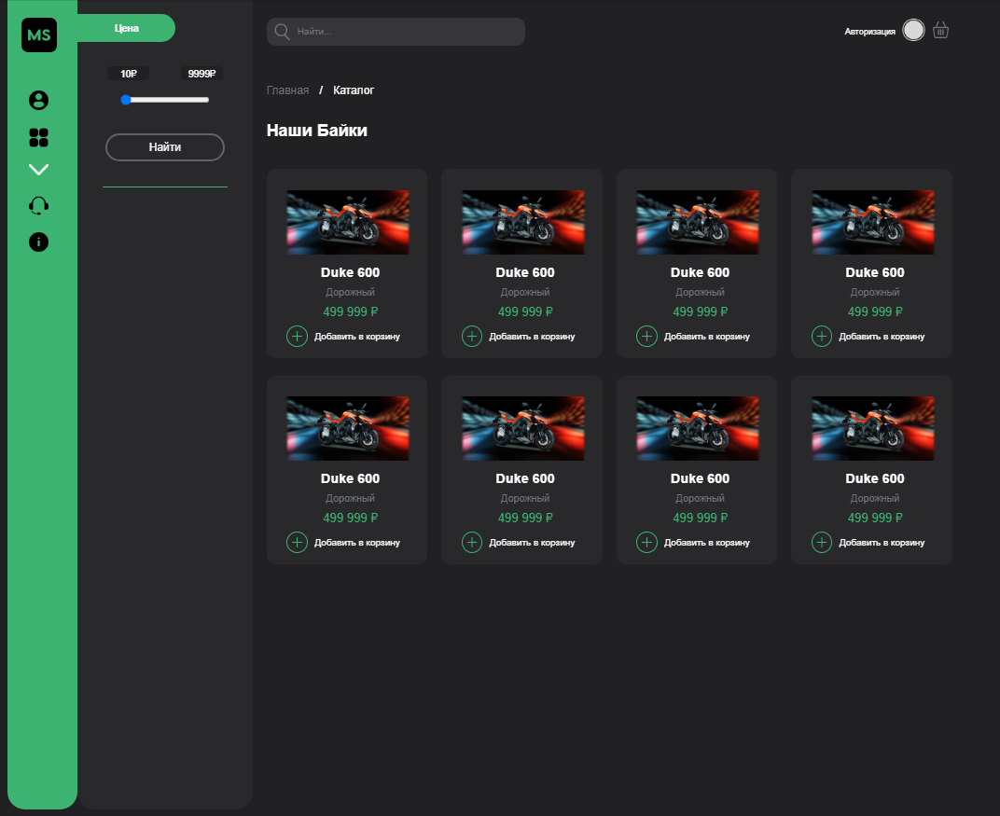 MS
Цена
10₽ 9999₽
Найти
Найти...
Авторизация
Главная / Каталог
Наши Байки
Duke 600
Дорожный
499 999 ₽
Добавить в корзину
Duke 600
Дорожный
499 999 ₽
Добавить в корзину
Duke 600
Дорожный
499 999 ₽
Добавить в корзину
Duke 600
Дорожный
499 999 ₽
Добавить в корзину
Duke 600
Дорожный
499 999 ₽
Добавить в корзину
Duke 600
Дорожный
499 999 ₽
Добавить в корзину
Duke 600
Дорожный
499 999 ₽
Добавить в корзину
Duke 600
Дорожный
499 999 ₽
Добавить в корзину